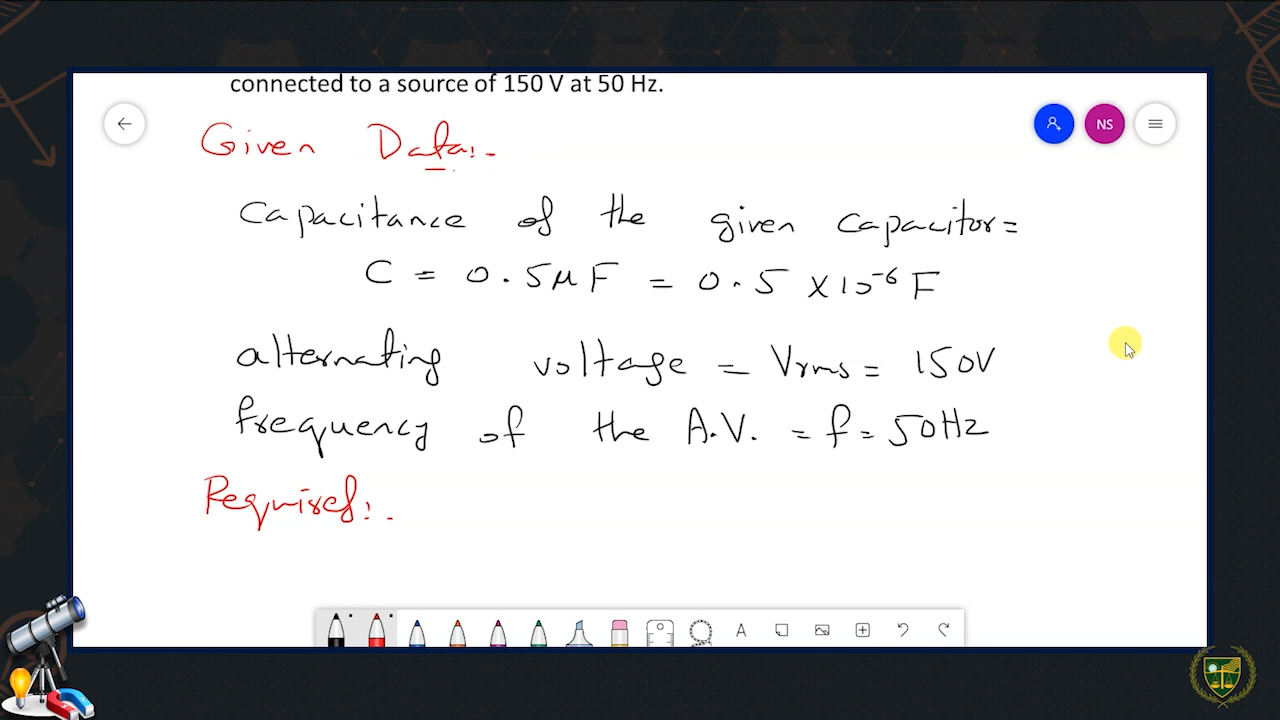 connected to a source of 150 V at 50 Hz.
NS
Given Data:-
Capacitance of the given capacitor =
C = 0.5μF = 0.5 x 10⁻⁶ F
alternating voltage = Vrms = 150V
frequency of the A.V. = f = 50Hz
Required:-
A